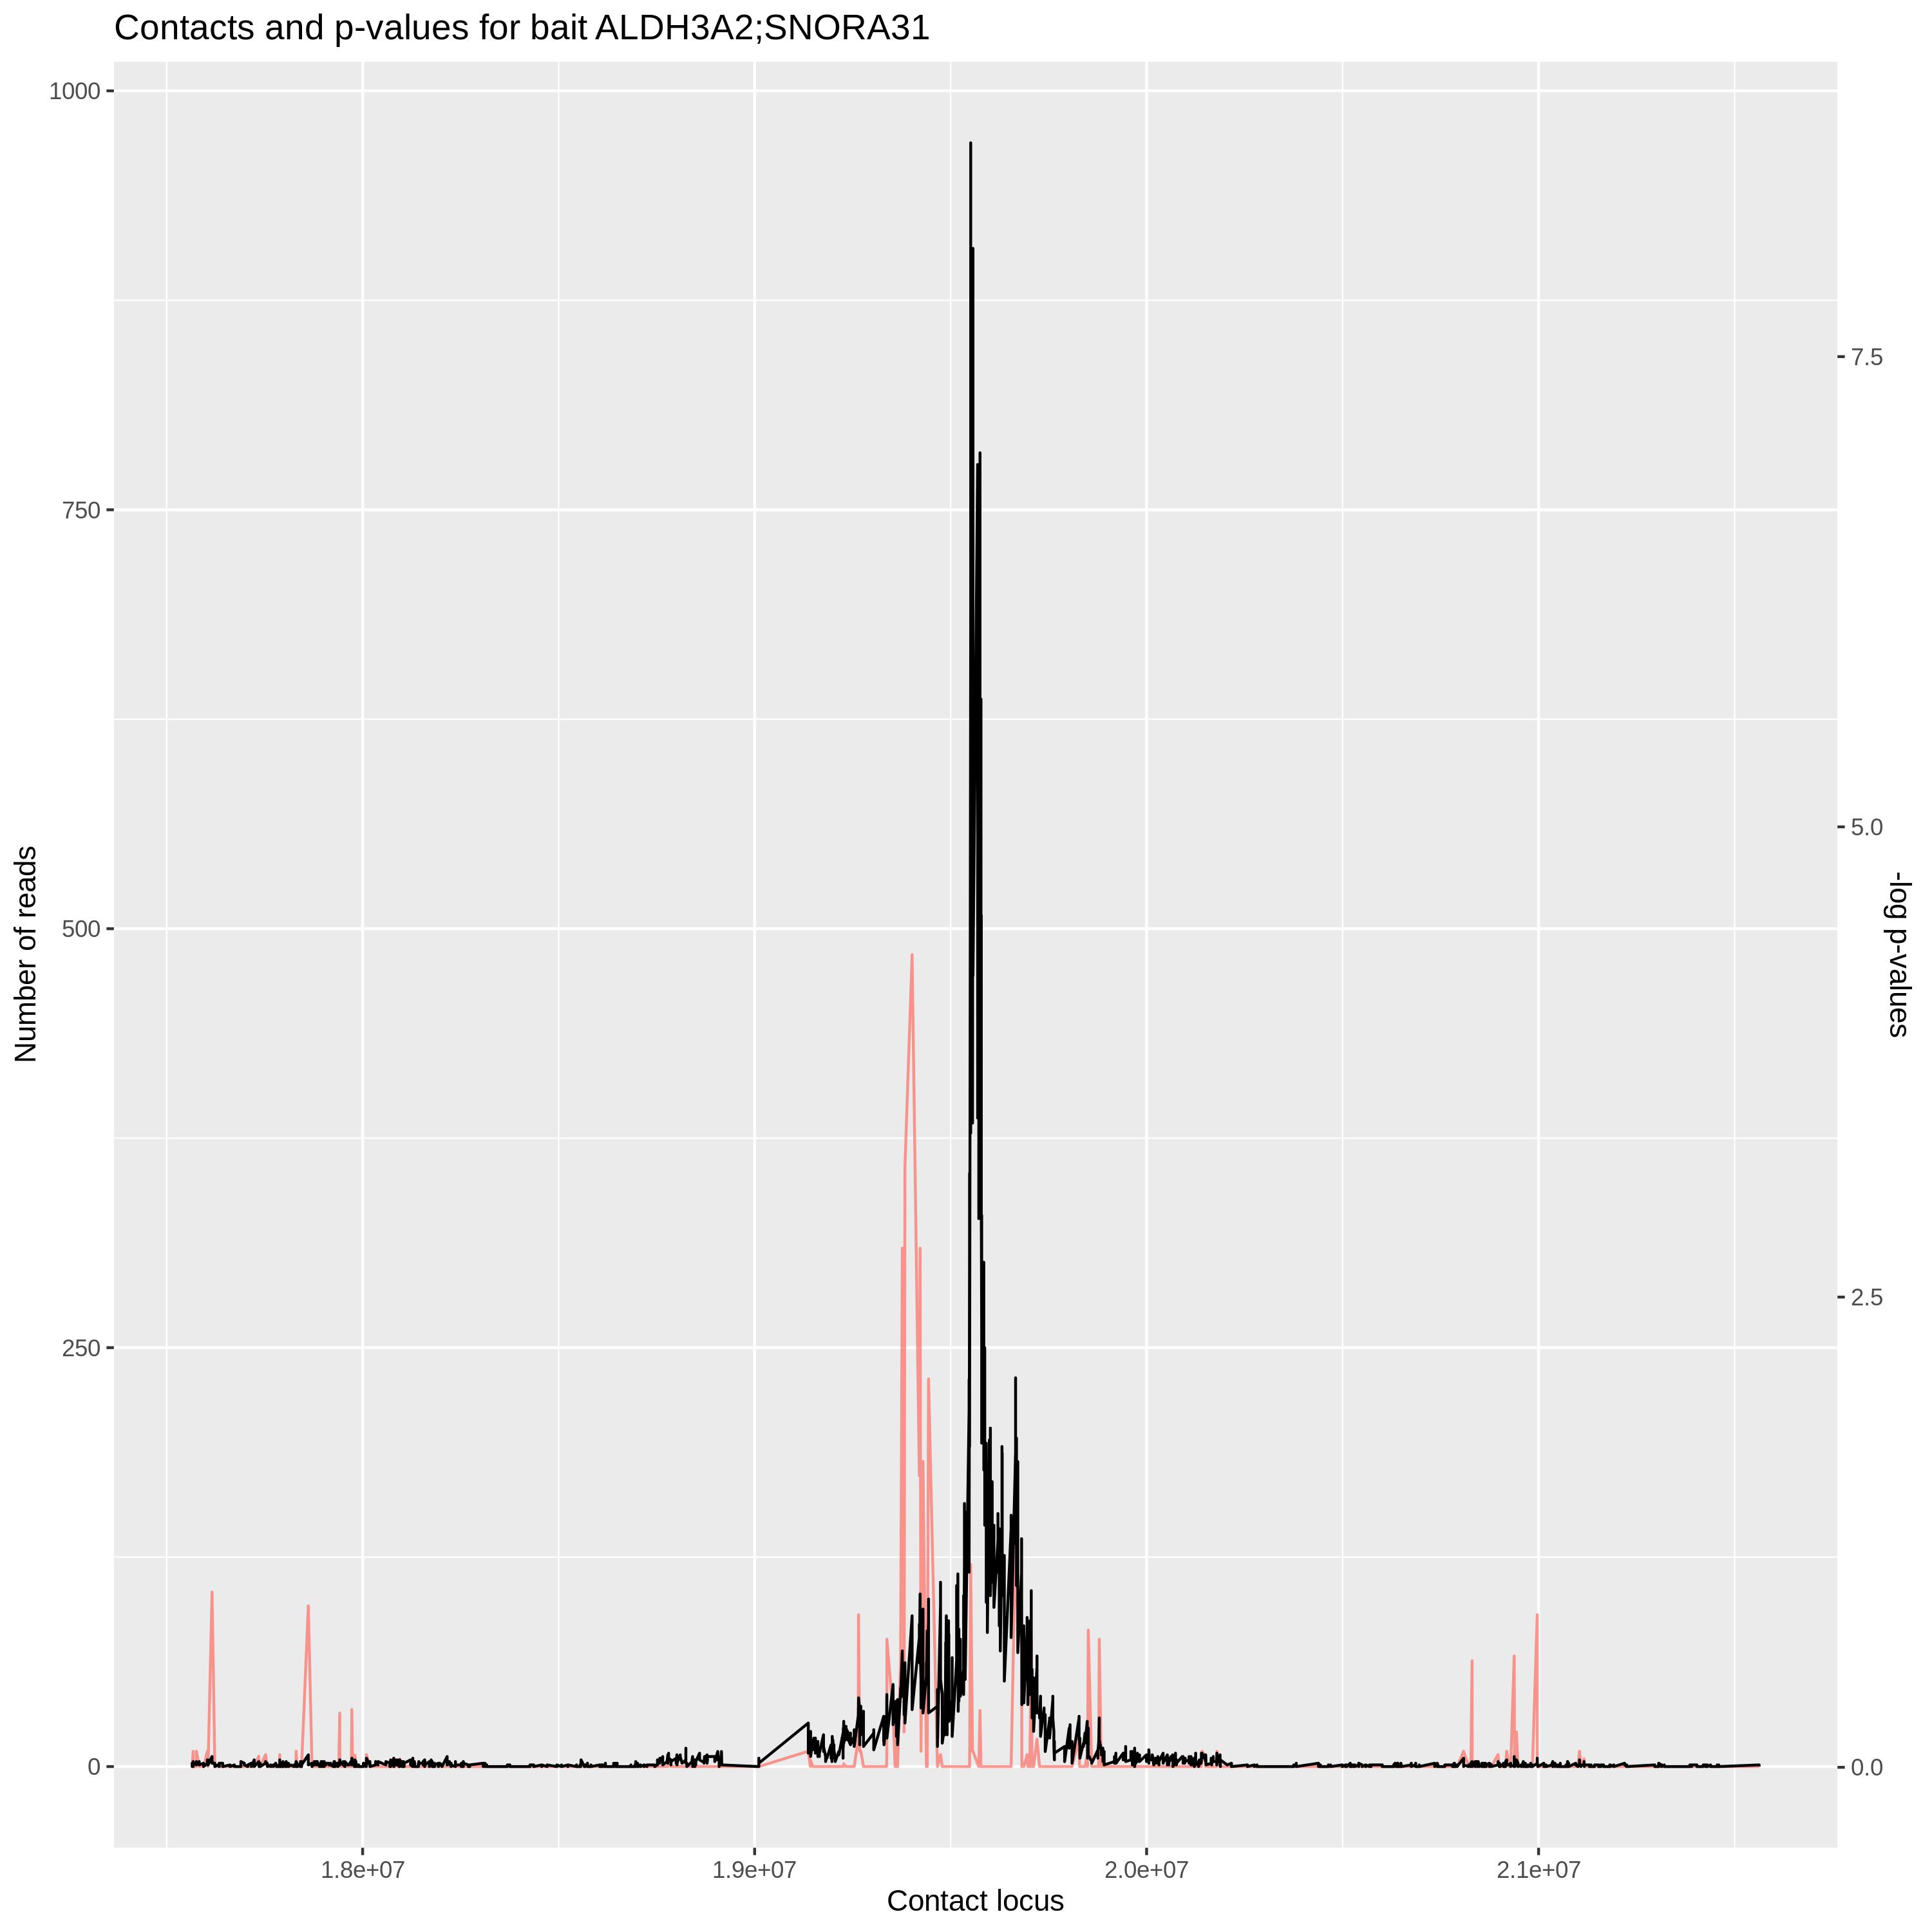 Contacts and p-values for bait ALDH3A2;SNORA31
1000
750
500
250
0
Number of reads
7.5
5.0
2.5
0.0
-log p-values
1.8e+07
1.9e+07
2.0e+07
2.1e+07
Contact locus